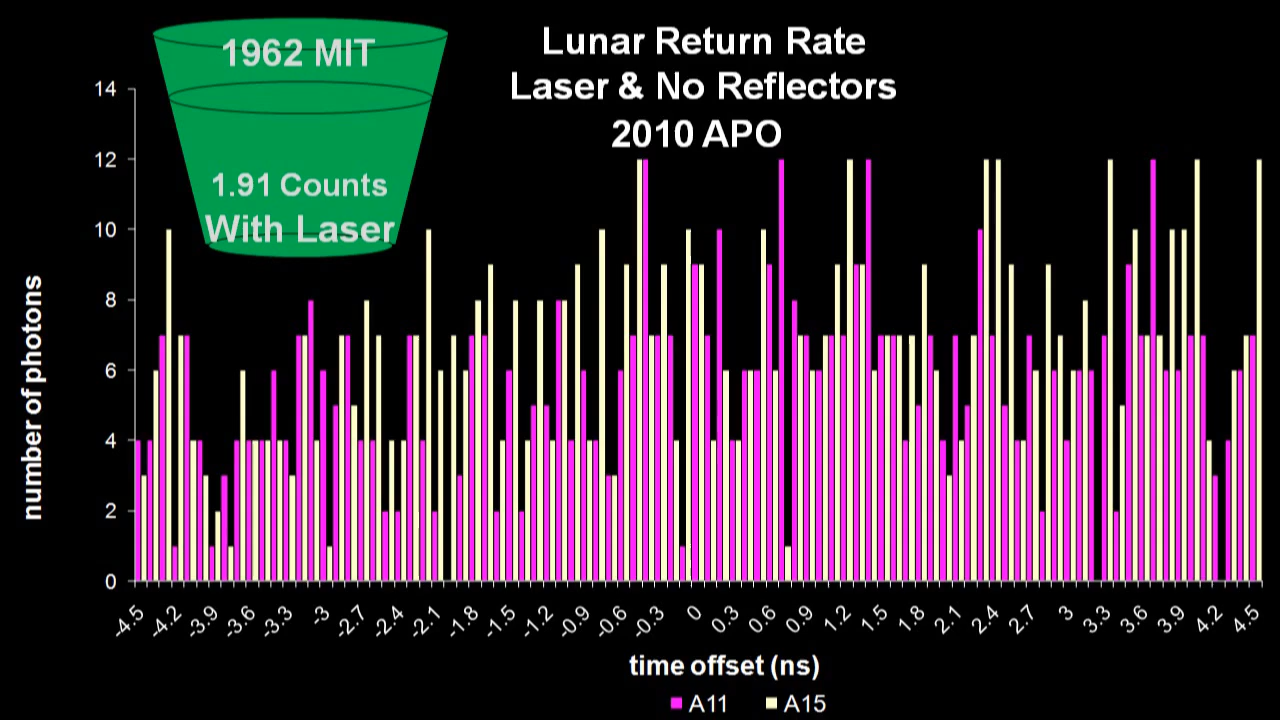 1962 MIT
1.91 Counts
With Laser
Lunar Return Rate
Laser & No Reflectors
2010 APO
number of photons
14
12
10
8
6
4
2
0
-4.5 -4.2 -3.9 -3.6 -3.3 -3 -2.7 -2.4 -2.1 -1.8 -1.5 -1.2 -0.9 -0.6 -0.3 0 0.3 0.6 0.9 1.2 1.5 1.8 2.1 2.4 2.7 3 3.3 3.6 3.9 4.2 4.5
time offset (ns)
A11 A15